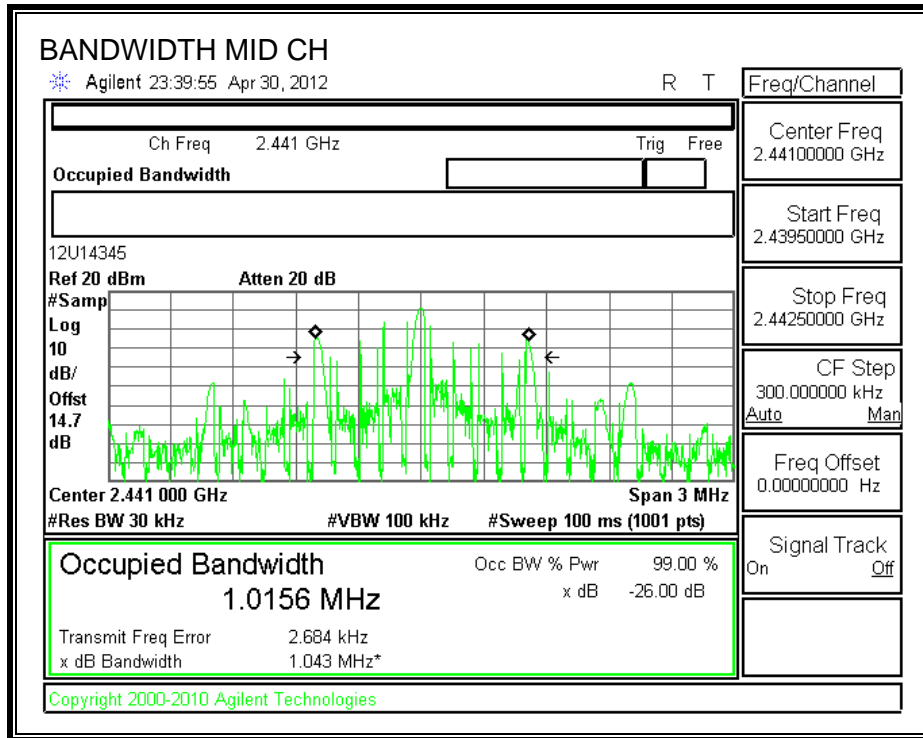 BANDWIDTH MID CH
Agilent 23:39:55 Apr 30, 2012 R T
Freq/Channel
Ch Freq 2.441 GHz Trig Free
Occupied Bandwidth
Center Freq
2.44100000 GHz
Start Freq
2.43950000 GHz
Stop Freq
2.44250000 GHz
CF Step
300.000000 kHz
Auto Man
Freq Offset
0.00000000 Hz
Signal Track
On Off
12U14345
Ref 20 dBm Atten 20 dB
#Samp
Log
10
dB/
Offst
14.7
dB
Center 2.441 000 GHz Span 3 MHz
#Res BW 30 kHz #VBW 100 kHz #Sweep 100 ms (1001 pts)
Occupied Bandwidth
1.0156 MHz
Occ BW % Pwr 99.00 %
x dB -26.00 dB
Transmit Freq Error 2.684 kHz
x dB Bandwidth 1.043 MHz*
Copyright 2000-2010 Agilent Technologies